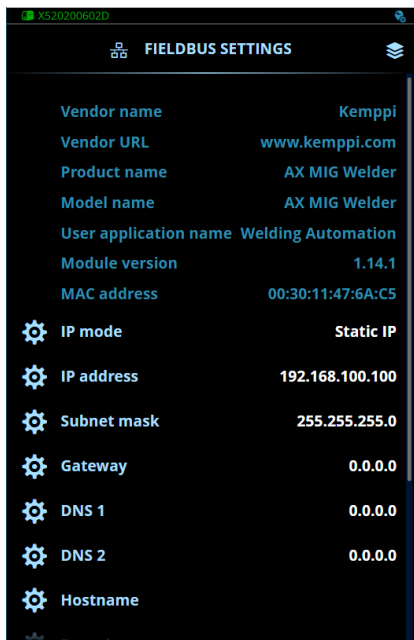 X520200602D
FIELDBUS SETTINGS
Vendor name Kemppi
Vendor URL www.kemppi.com
Product name AX MIG Welder
Model name AX MIG Welder
User application name Welding Automation
Module version 1.14.1
MAC address 00:30:11:47:6A:C5
IP mode Static IP
IP address 192.168.100.100
Subnet mask 255.255.255.0
Gateway 0.0.0.0
DNS 1 0.0.0.0
DNS 2 0.0.0.0
Hostname